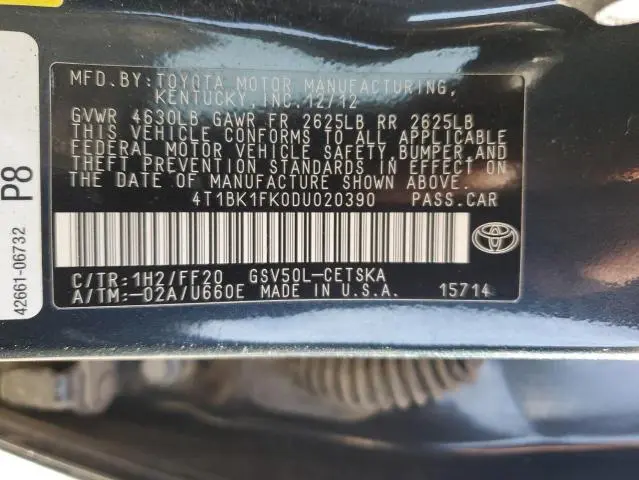 MFD. BY: TOYOTA MOTOR MANUFACTURING,
KENTUCKY, INC. 12/12
GVWR 4630LB GAWR FR 2625LB RR 2625LB
THIS VEHICLE CONFORMS TO ALL APPLICABLE
FEDERAL MOTOR VEHICLE SAFETY, BUMPER, AND
THEFT PREVENTION STANDARDS IN EFFECT ON
THE DATE OF MANUFACTURE SHOWN ABOVE.
4T1BK1FK0DU020390 PASS.CAR
C/TR:1H2/FF20 GSV50L-CETSKA
A/TM:-02A/U660E MADE IN U.S.A. 15714
42661-06732 P8